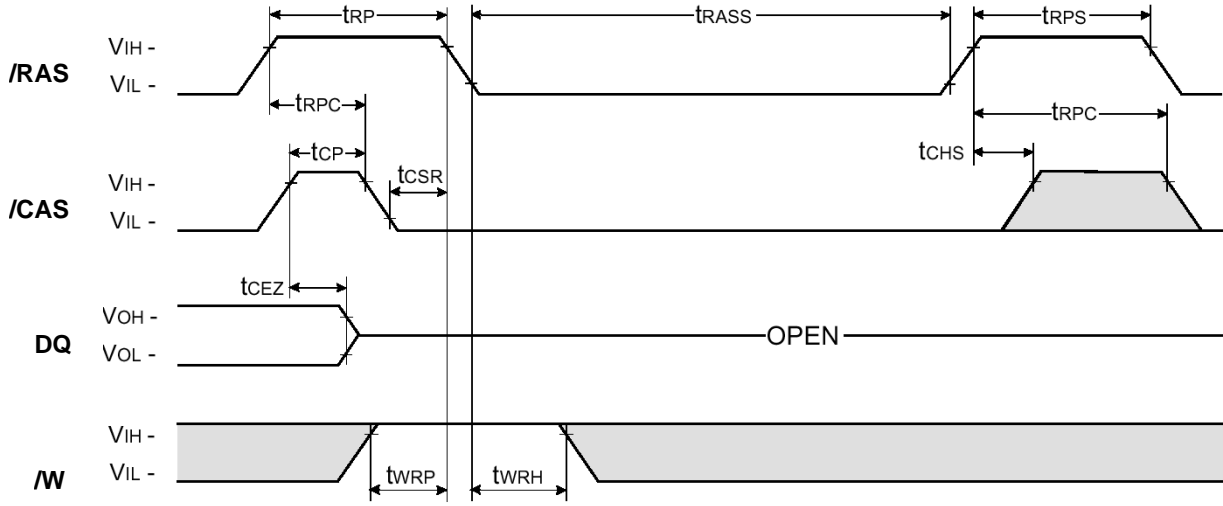 tRP
tRASS
tRPS
/RAS
VIH -
VIL -
tRPC
tRPC
tCP
tCHS
tCSR
/CAS
VIH -
VIL -
tCEZ
DQ
VOH -
VOL -
OPEN
/W
VIH -
VIL -
tWRP
tWRH